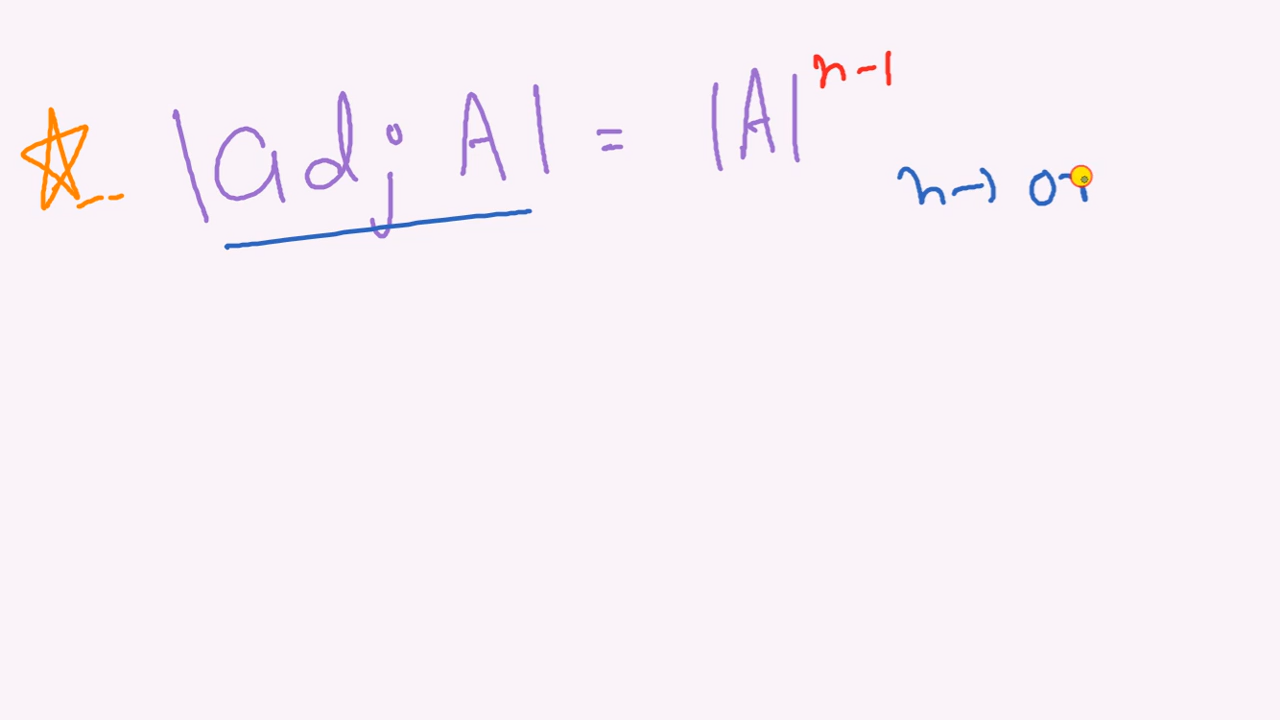 |adj A| = |A|^{n-1}
n → or